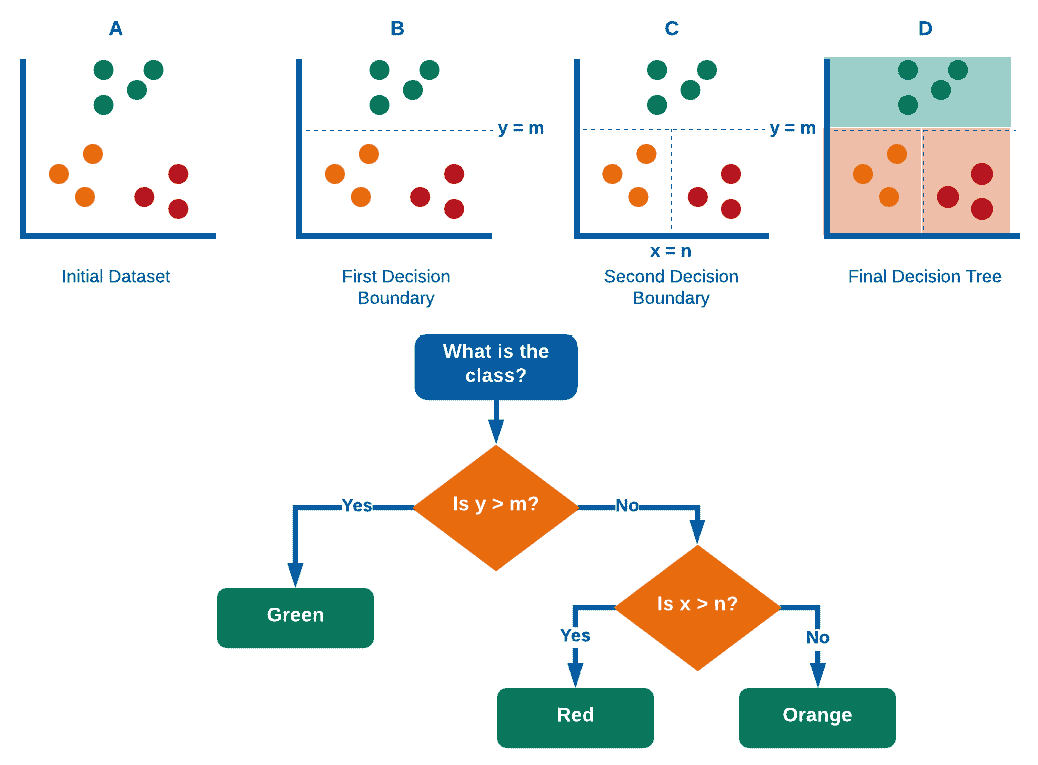 A
B
C
D
y = m
y = m
x = n
Initial Dataset
First Decision
Boundary
Second Decision
Boundary
Final Decision Tree
What is the
class?
Is y > m?
Yes
No
Green
Is x > n?
Yes
No
Red
Orange